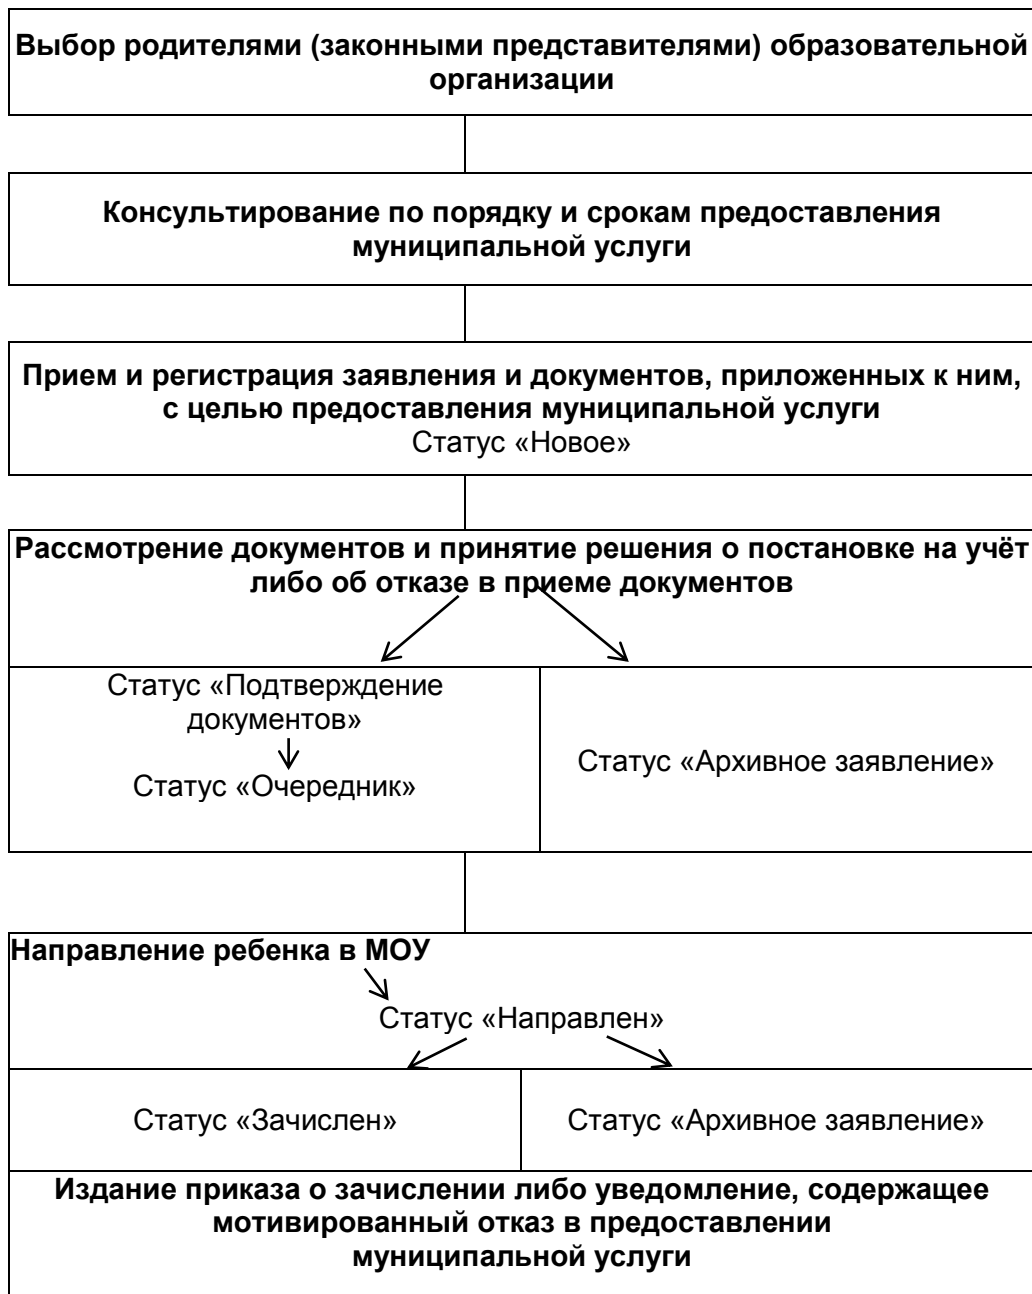 Выбор родителями (законными представителями) образовательной
организации
Консультирование по порядку и срокам предоставления
муниципальной услуги
Прием и регистрация заявления и документов, приложенных к ним,
с целью предоставления муниципальной услуги
Статус «Новое»
Рассмотрение документов и принятие решения о постановке на учёт
либо об отказе в приеме документов
Статус «Подтверждение
документов»
Статус «Очередник»
Статус «Архивное заявление»
Направление ребенка в МОУ
Статус «Направлен»
Статус «Зачислен»
Статус «Архивное заявление»
Издание приказа о зачислении либо уведомление, содержащее
мотивированный отказ в предоставлении
муниципальной услуги